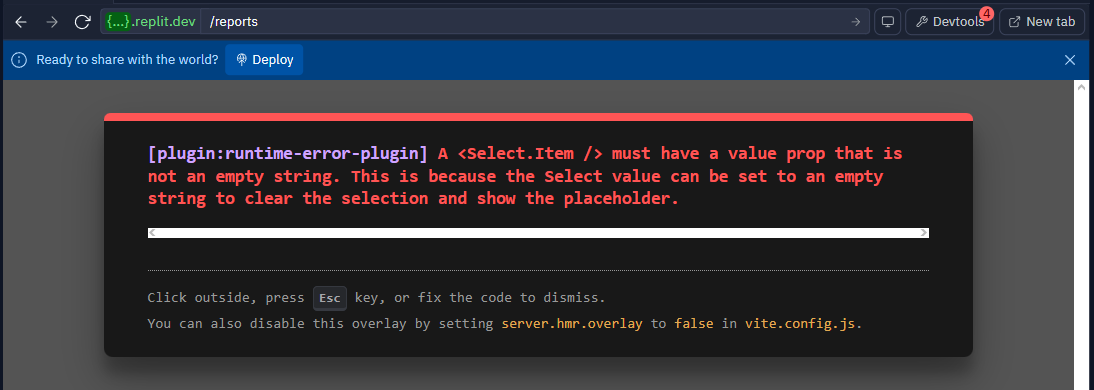 {...}.replit.dev /reports
Devtools 4
New tab
Ready to share with the world? Deploy
[plugin:runtime-error-plugin] A <Select.Item /> must have a value prop that is
not an empty string. This is because the Select value can be set to an empty
string to clear the selection and show the placeholder.
Click outside, press Esc key, or fix the code to dismiss.
You can also disable this overlay by setting server.hmr.overlay to false in vite.config.js.